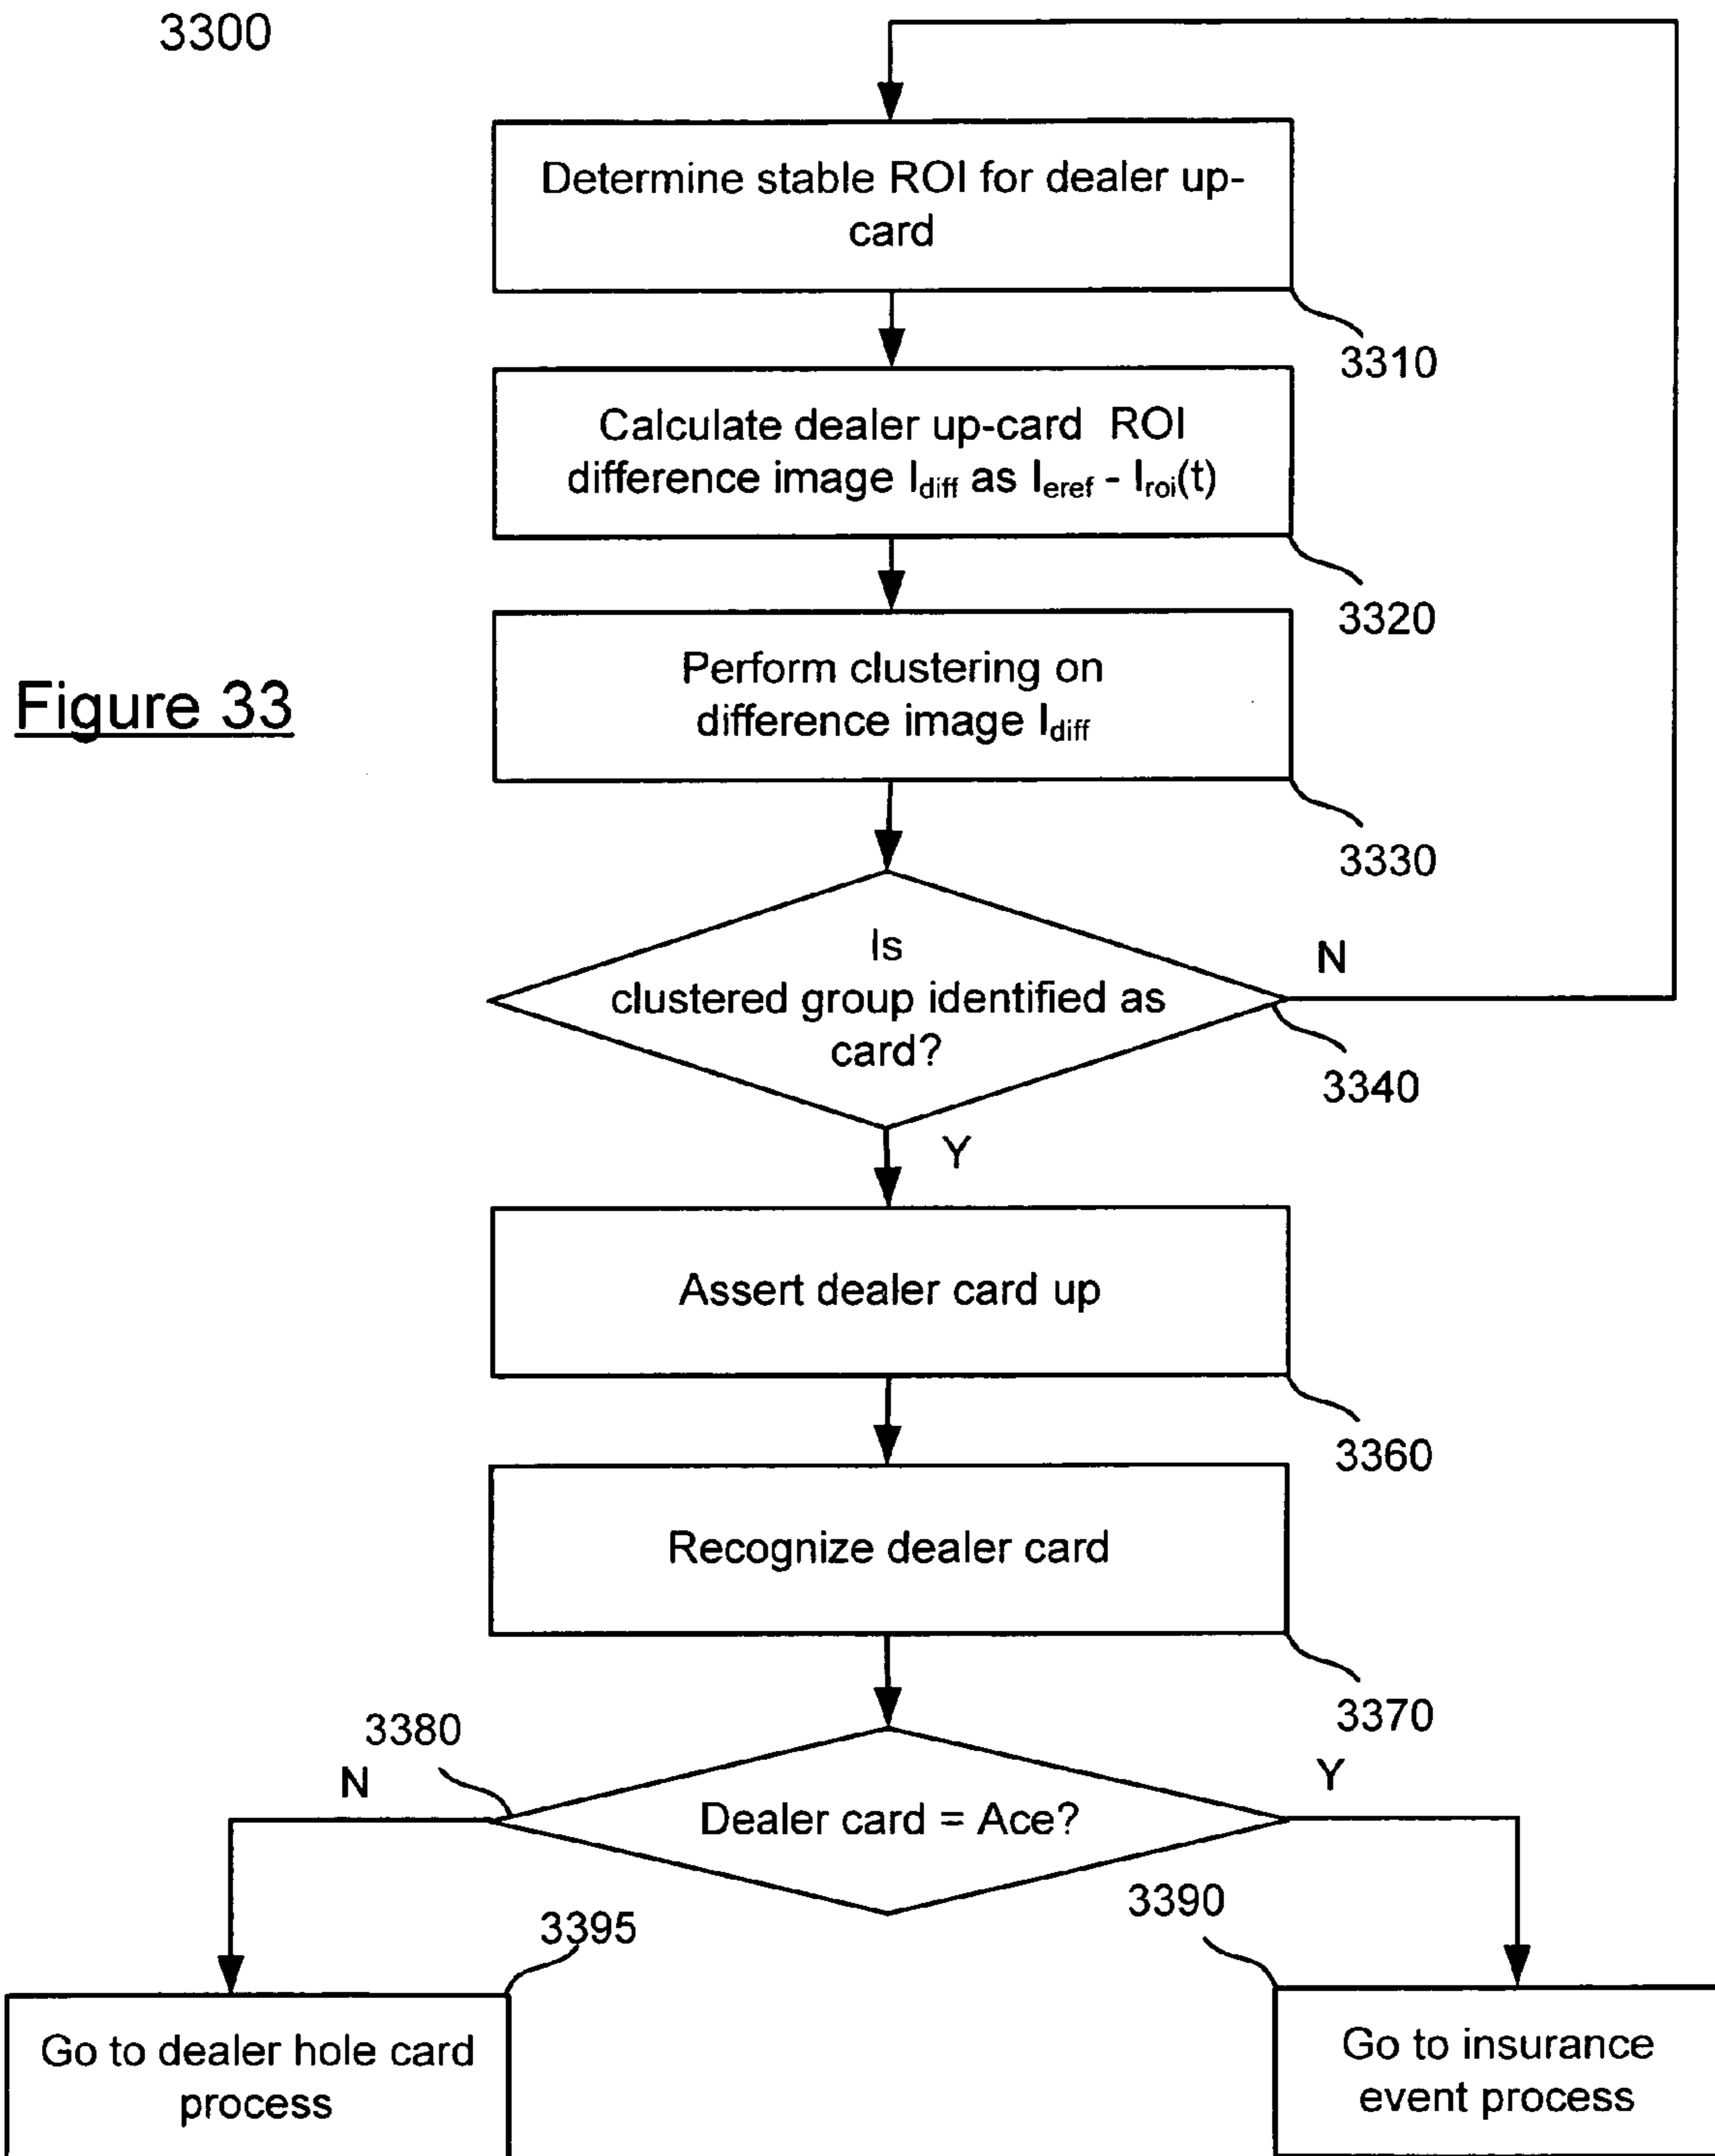 3300
Determine stable ROI for dealer up-
card
3310
Calculate dealer up-card ROI
difference image Idiff as Ieref - Iroi(t)
3320
Perform clustering on
difference image Idiff
3330
Figure 33
Is
clustered group identified as
card?
N
3340
Y
Assert dealer card up
3360
Recognize dealer card
3370
3380
N
Dealer card = Ace?
Y
3395
3390
Go to dealer hole card
process
Go to insurance
event process